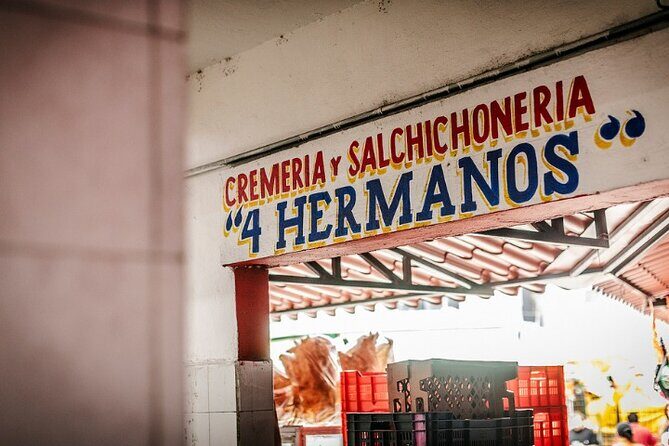 CREMERIA Y SALCHICHONERIA
“4 HERMANOS”